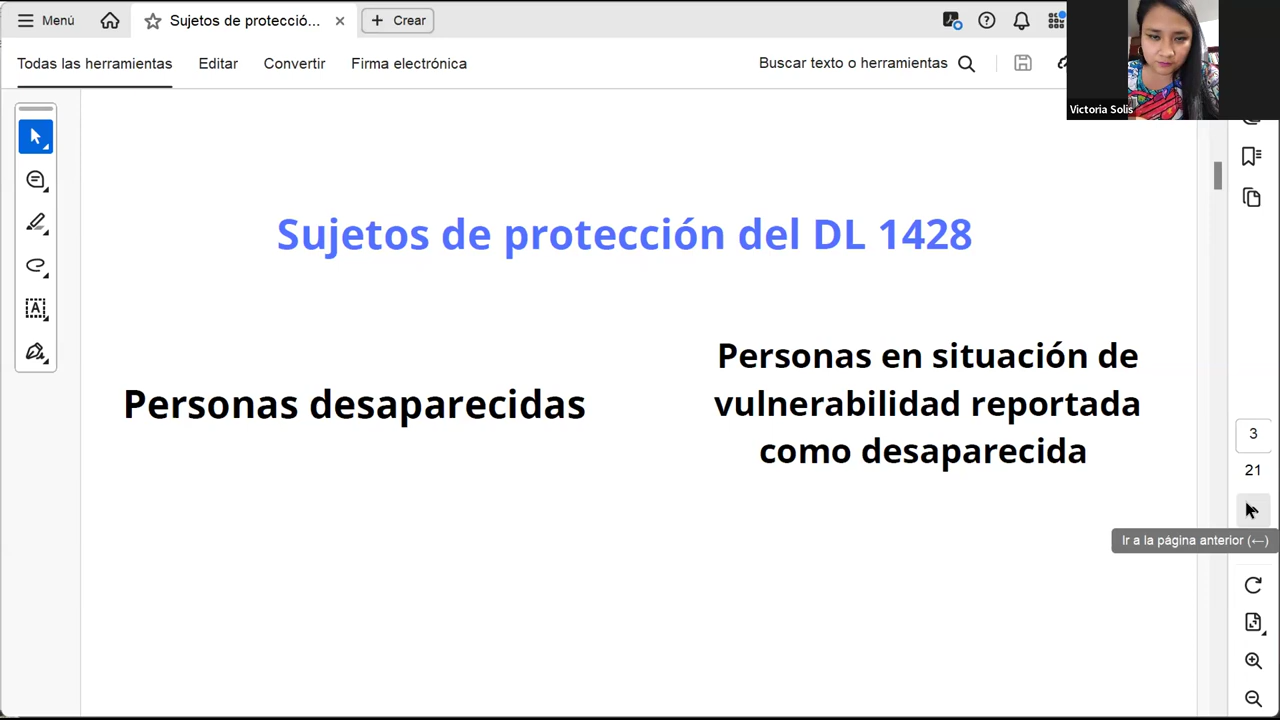 Menú
Sujetos de protecció...
Crear
Todas las herramientas
Editar
Convertir
Firma electrónica
Buscar texto o herramientas
Victoria Solis
Sujetos de protección del DL 1428
Personas desaparecidas
Personas en situación de
vulnerabilidad reportada
como desaparecida
3
21
Ir a la página anterior (←)